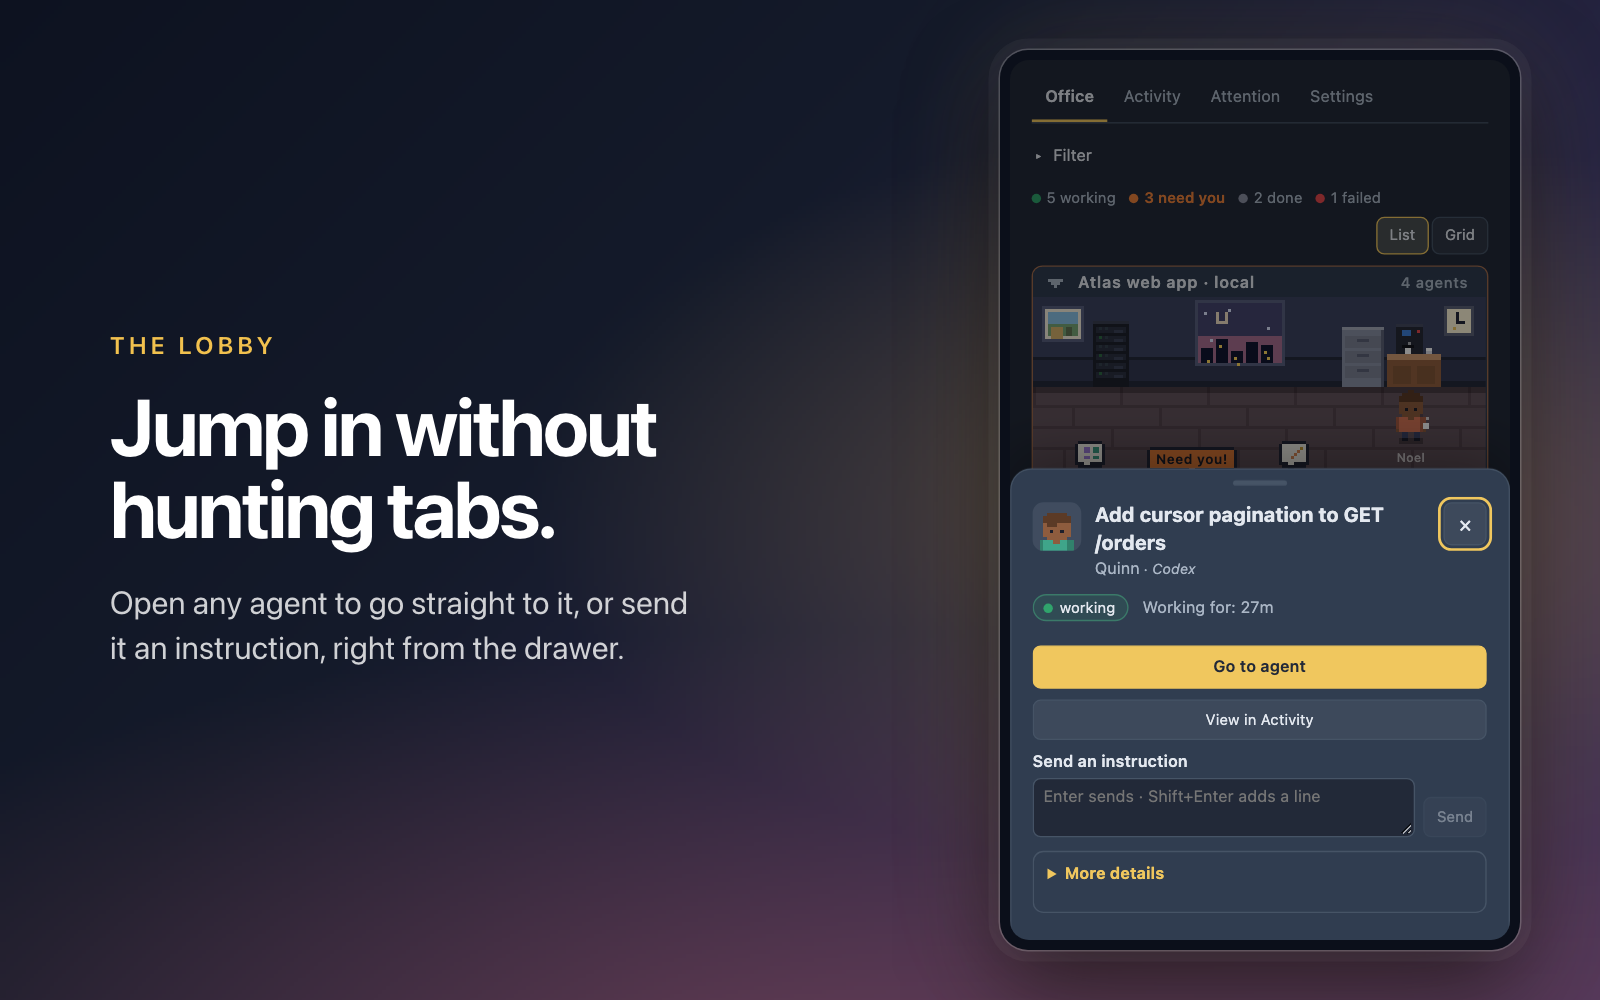 THE LOBBY
Jump in without
hunting tabs.
Open any agent to go straight to it, or send
it an instruction, right from the drawer.
Office Activity Attention Settings
▸ Filter
5 working 3 need you 2 done 1 failed
List Grid
Atlas web app · local 4 agents
Noel
Need you!
Add cursor pagination to GET
/orders
Quinn · Codex
working Working for: 27m
Go to agent
View in Activity
Send an instruction
Enter sends · Shift+Enter adds a line
Send
▶ More details